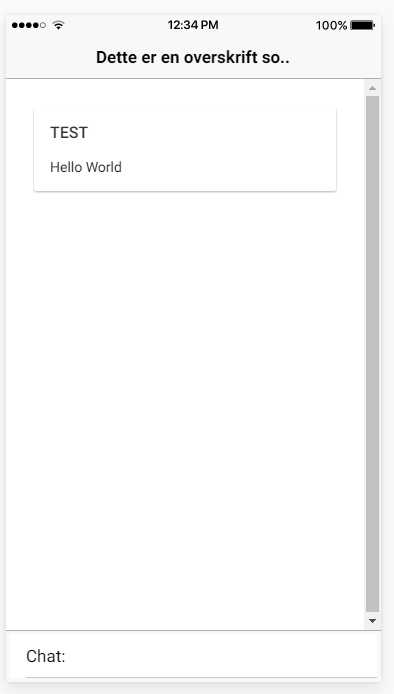 12:34 PM 100%
Dette er en overskrift so..
TEST
Hello World
Chat: